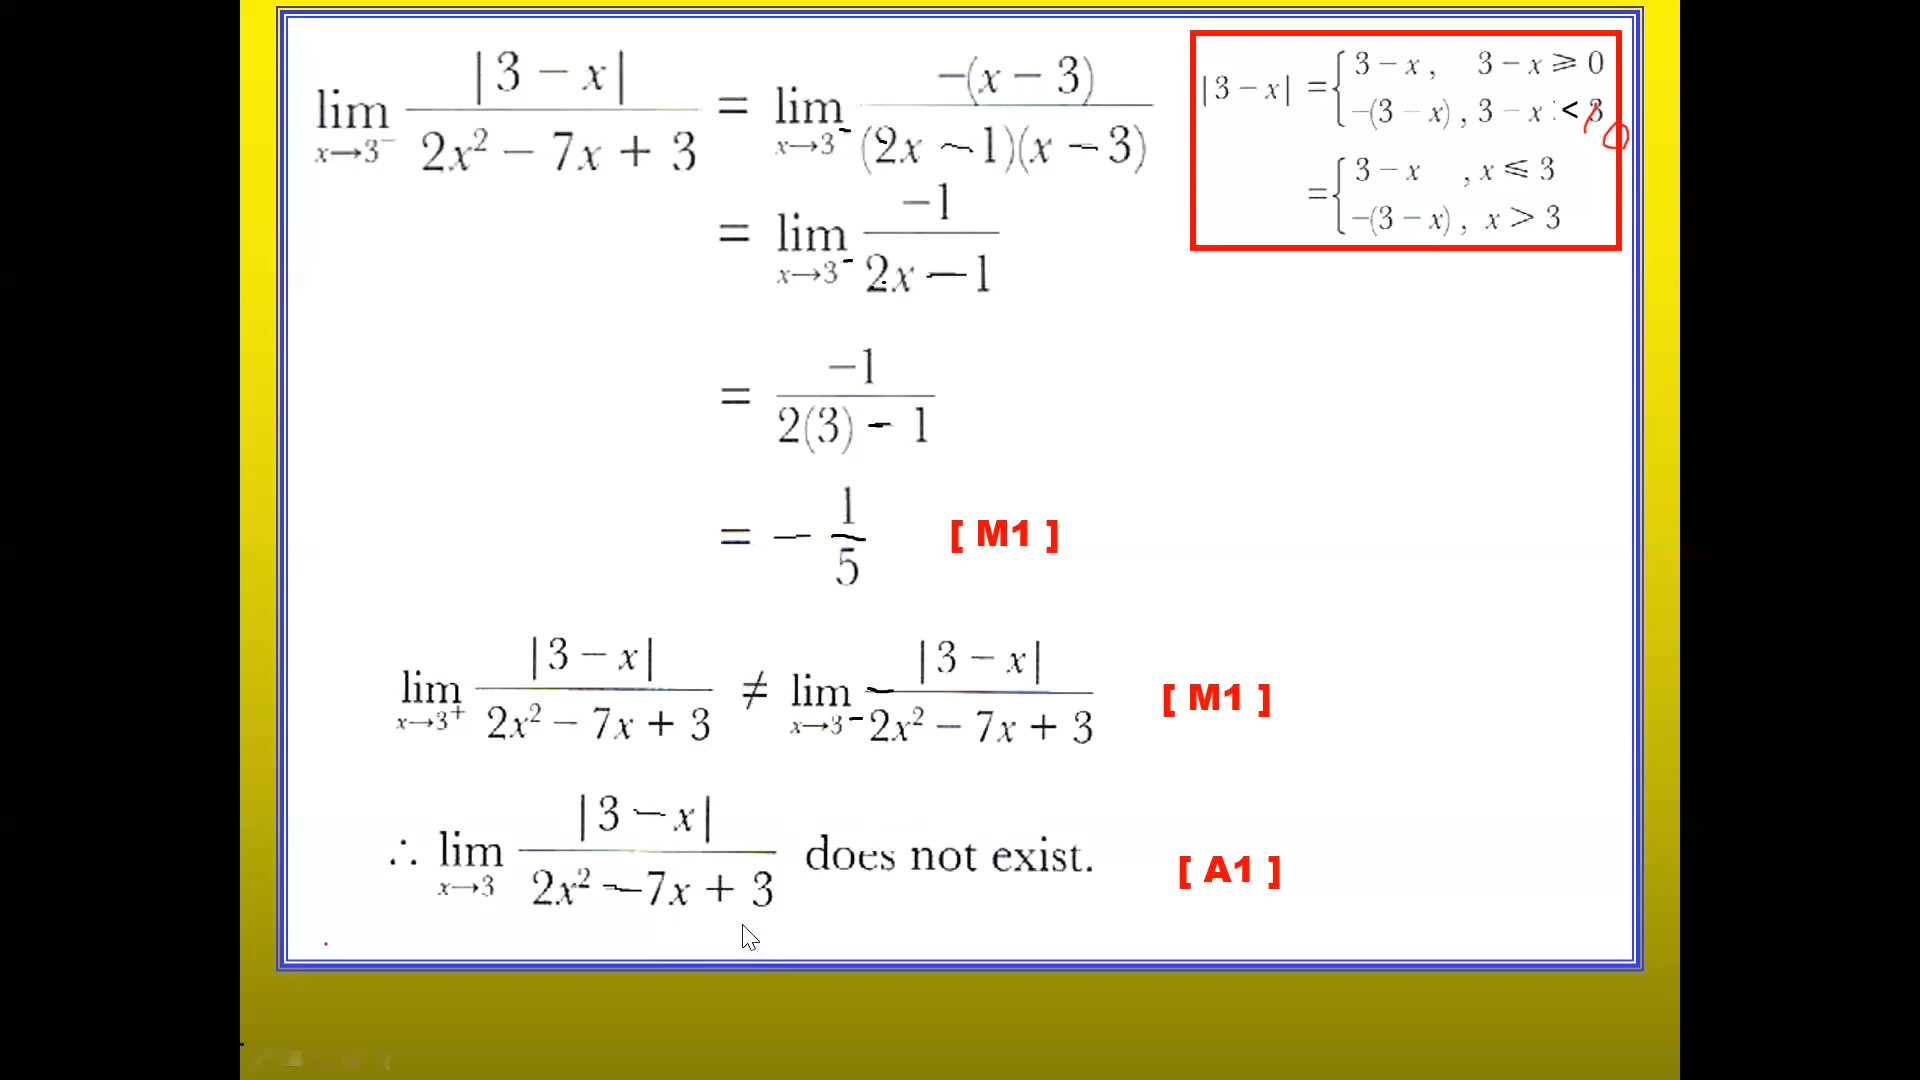 lim x→3⁻ |3 − x| / (2x² − 7x + 3) = lim x→3⁻ −(x − 3) / ((2x − 1)(x − 3))
= lim x→3⁻ −1 / (2x − 1)
= −1 / (2(3) − 1)
= − 1/5 [ M1 ]
lim x→3⁺ |3 − x| / (2x² − 7x + 3) ≠ lim x→3⁻ |3 − x| / (2x² − 7x + 3) [ M1 ]
∴ lim x→3 |3 − x| / (2x² − 7x + 3) does not exist. [ A1 ]
|3 − x| = { 3 − x, 3 − x ⩾ 0
−(3 − x), 3 − x < 3 0
= { 3 − x , x ⩽ 3
−(3 − x), x > 3